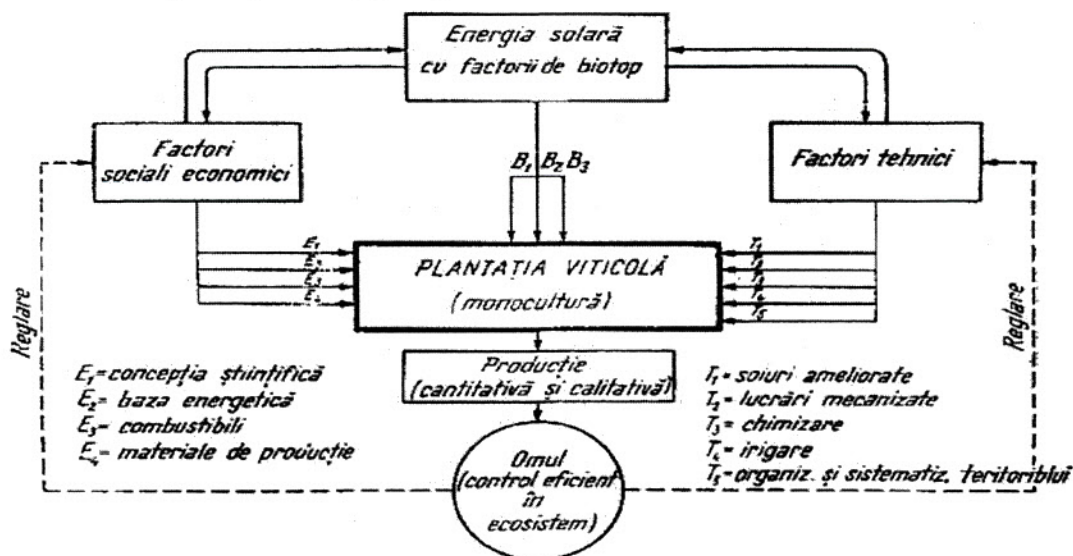 Energia solară
cu factorii de biotop
Factori
sociali economici
Factori tehnici
B₁ B₂ B₃
E₁
E₂
E₃
E₄
PLANTAȚIA VITICOLĂ
(monocultură)
T₁
T₂
T₃
T₄
T₅
Reglare
Reglare
Producție
(cantitativă și calitativă)
E₁=concepția științifică
E₂= baza energetică
E₃= combustibili
E₄= materiale de producție
T₁= soiuri ameliorate
T₂= lucrări mecanizate
T₃= chimizare
T₄= irigare
T₅= organiz. și sistematiz. teritoriului
Omul
(control eficient
în
ecosistem)